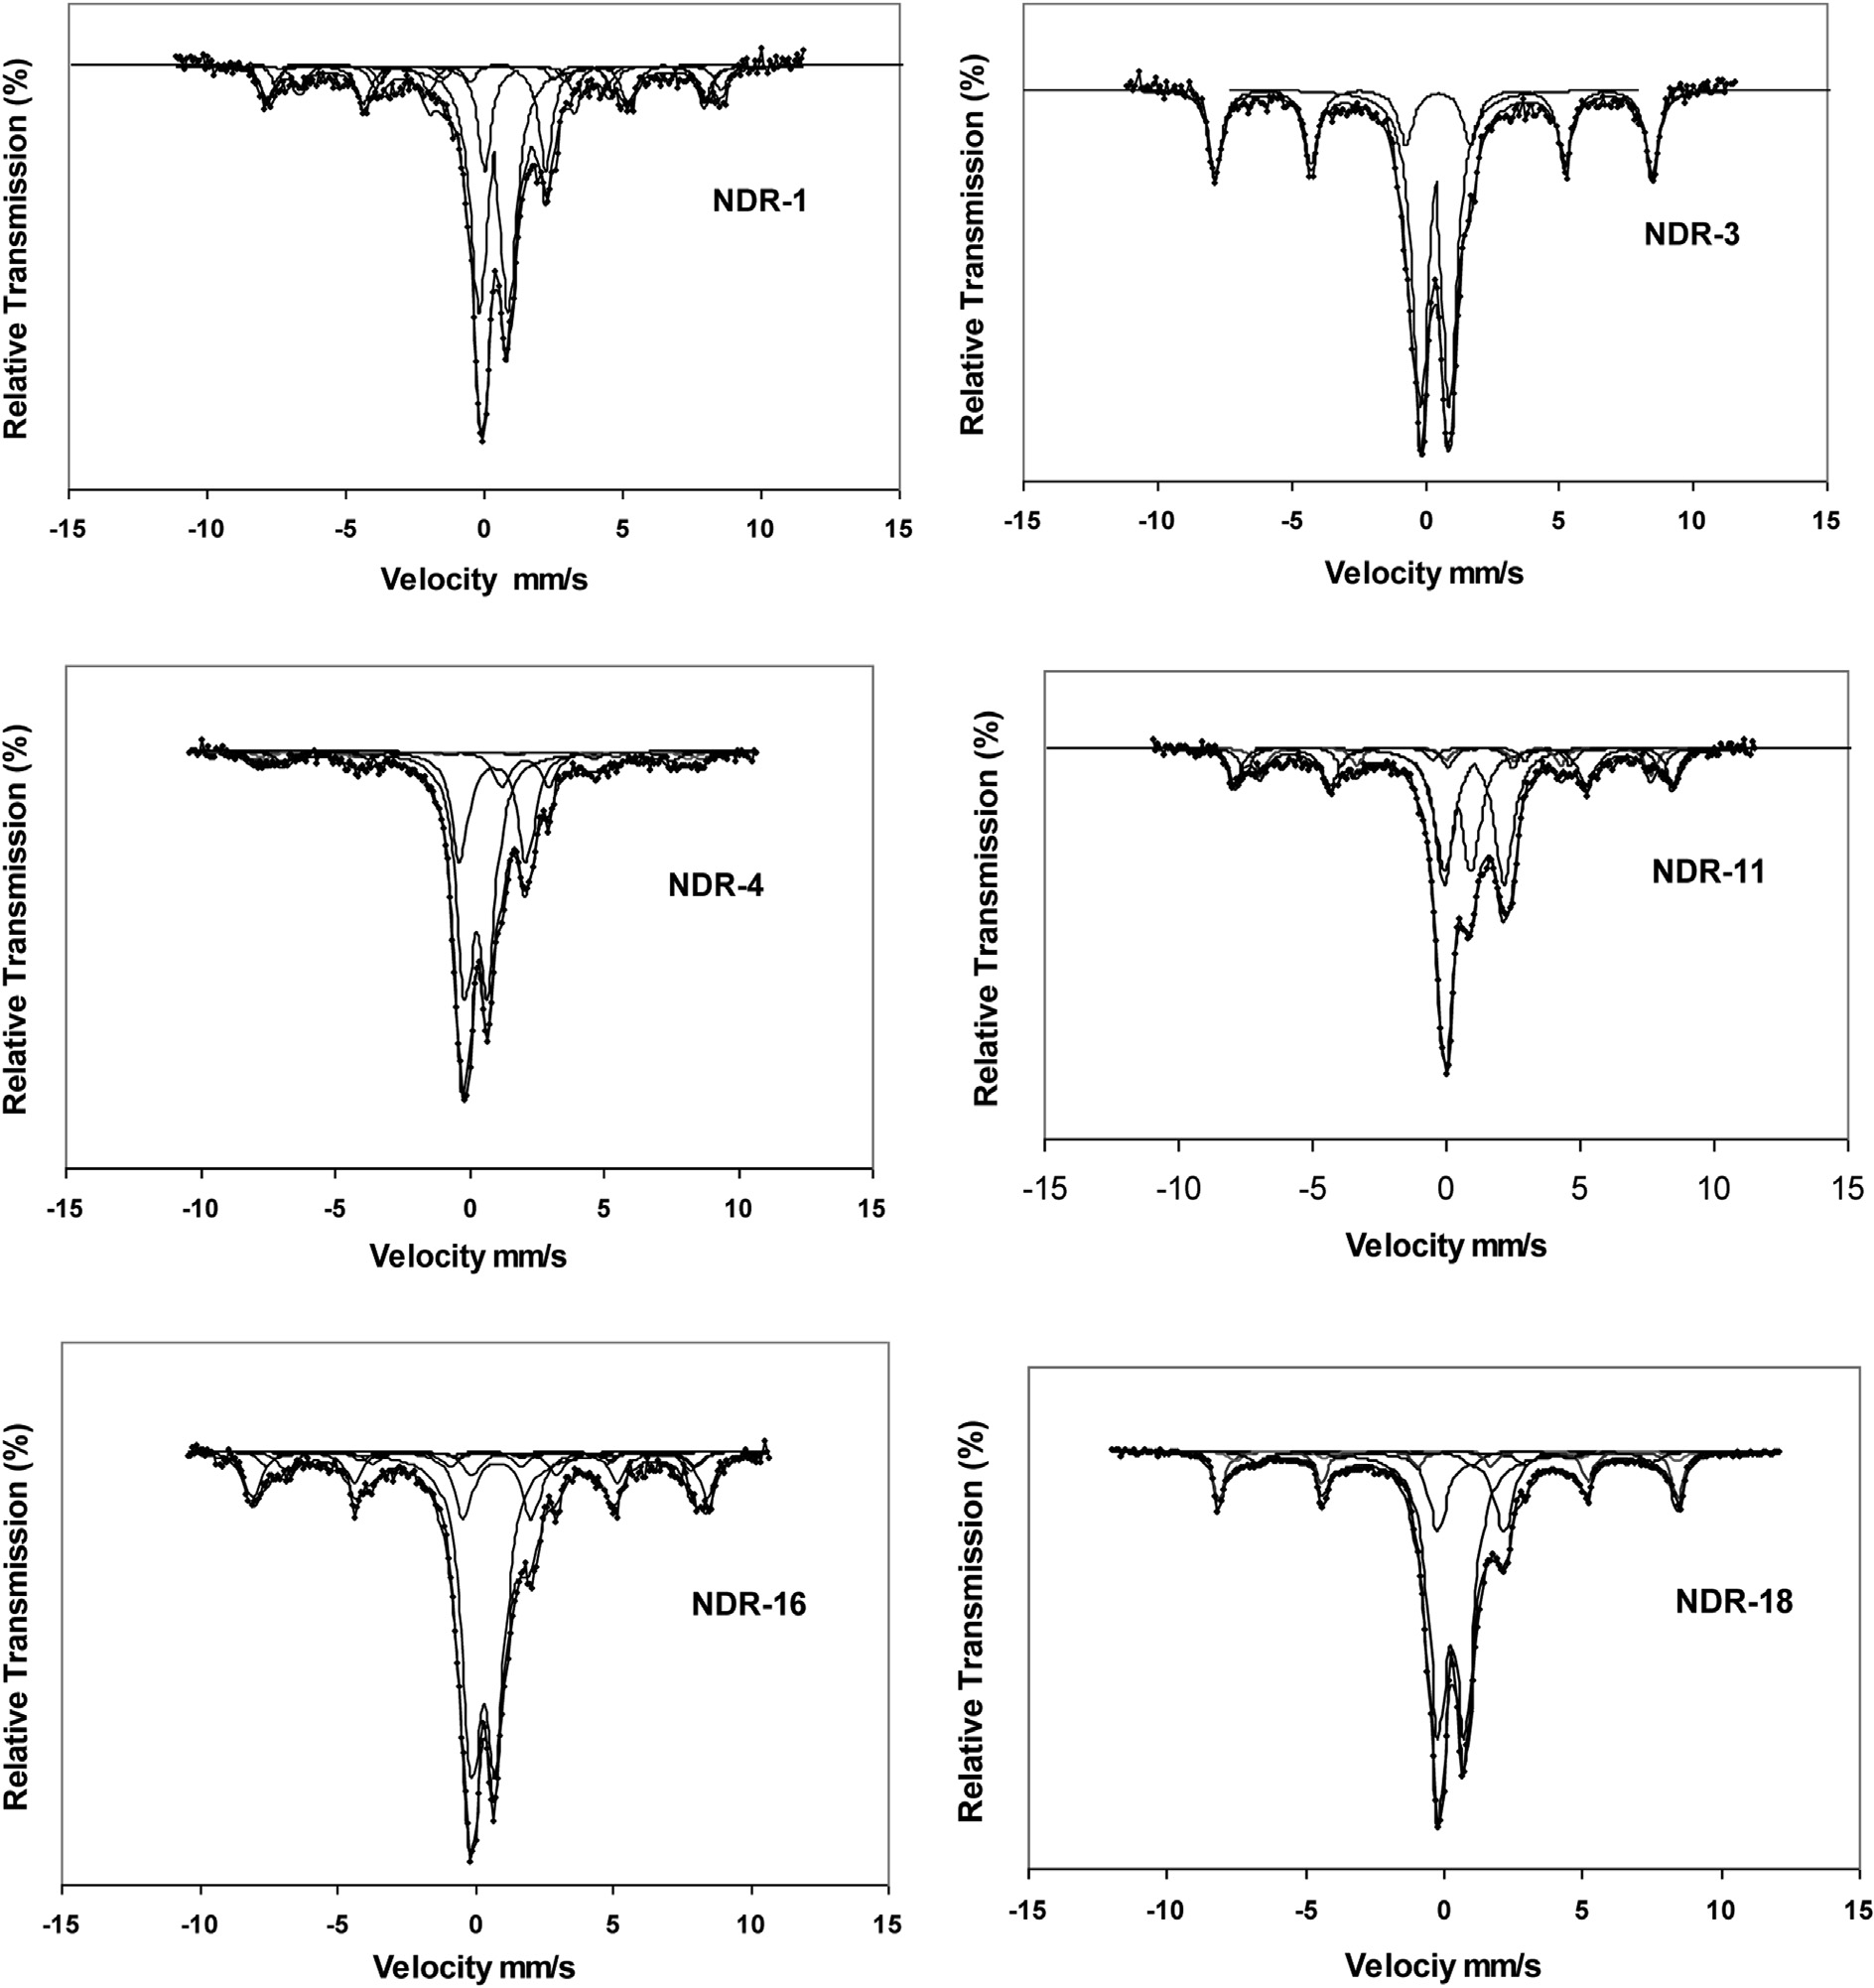 Relative Transmission (%)
NDR-1
-15 -10 -5 0 5 10 15
Velocity mm/s
Relative Transmission (%)
NDR-3
-15 -10 -5 0 5 10 15
Velocity mm/s
Relative Transmission (%)
NDR-4
-15 -10 -5 0 5 10 15
Velocity mm/s
Relative Transmission (%)
NDR-11
-15 -10 -5 0 5 10 15
Velocity mm/s
Relative Transmission (%)
NDR-16
-15 -10 -5 0 5 10 15
Velocity mm/s
Relative Transmission (%)
NDR-18
-15 -10 -5 0 5 10 15
Velociy mm/s